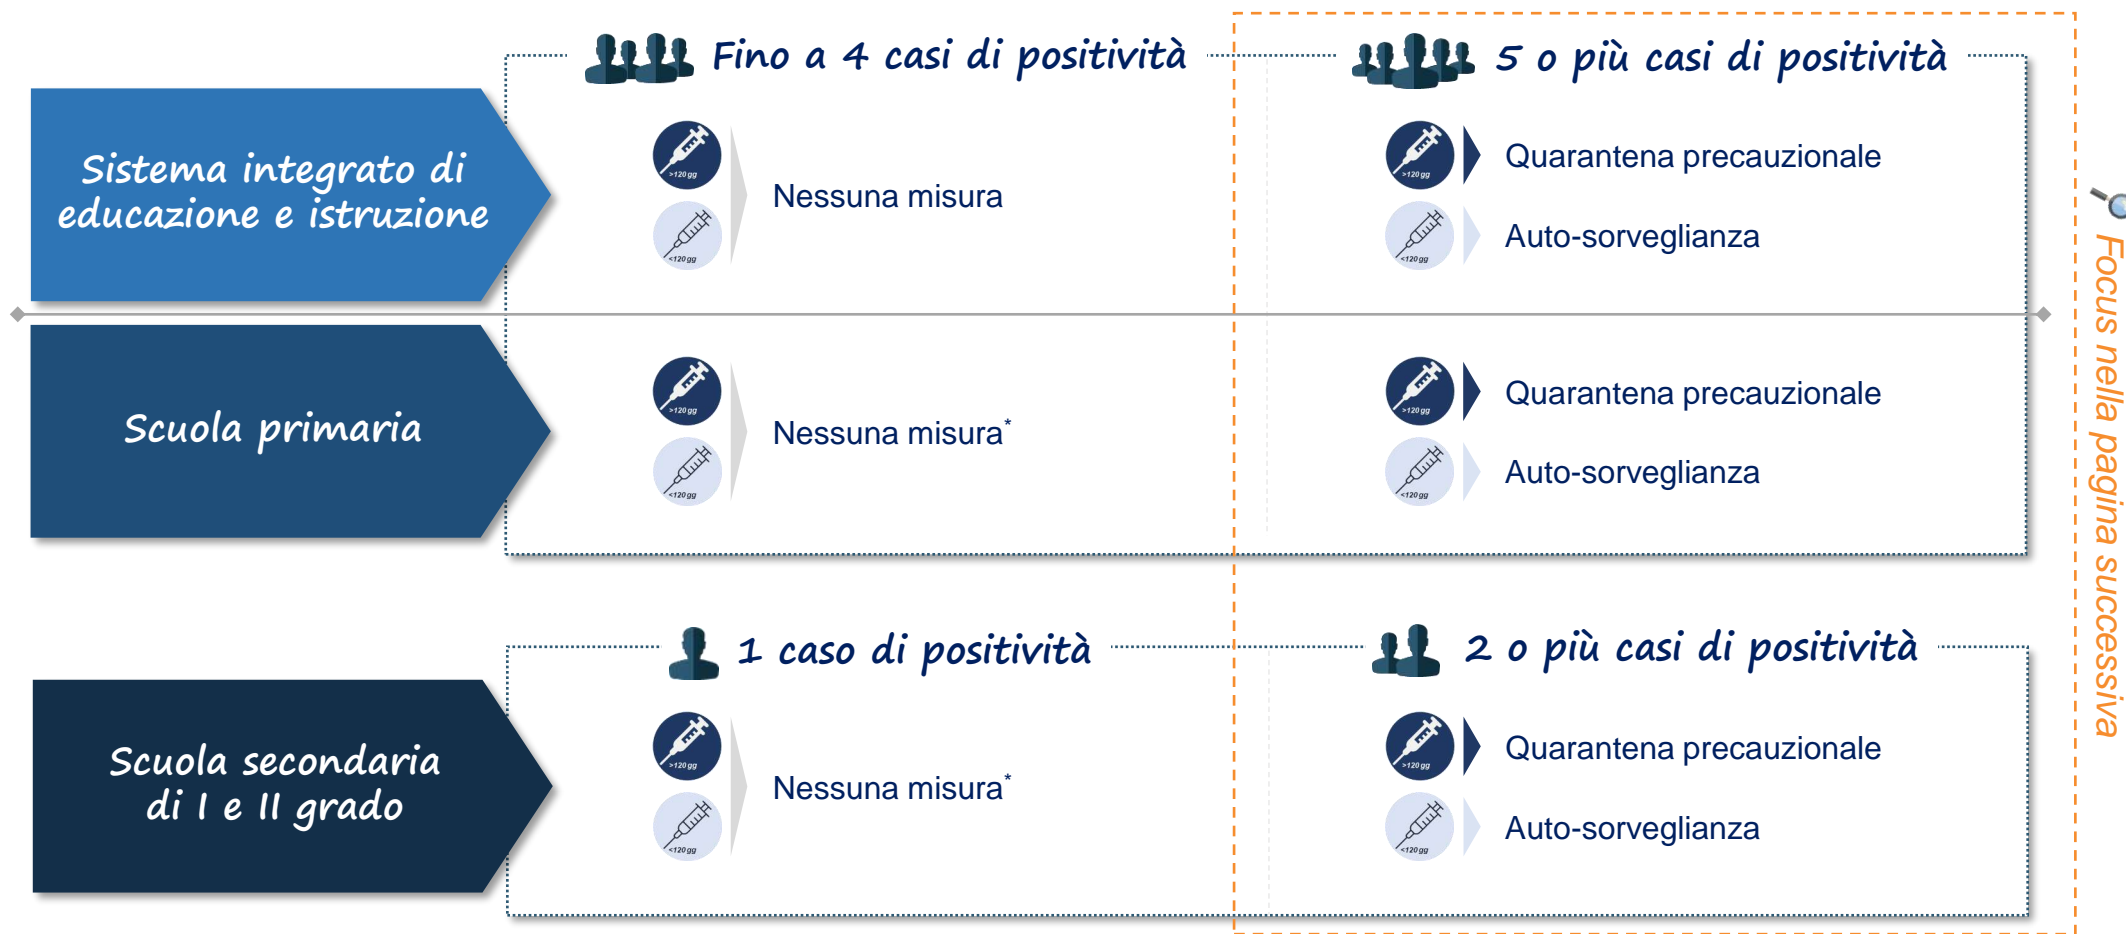 Fino a 4 casi di positività
5 o più casi di positività
Sistema integrato di
educazione e istruzione
>120 gg
<120 gg
Nessuna misura
>120 gg
Quarantena precauzionale
<120 gg
Auto-sorveglianza
Scuola primaria
>120 gg
<120 gg
Nessuna misura*
>120 gg
Quarantena precauzionale
<120 gg
Auto-sorveglianza
1 caso di positività
2 o più casi di positività
Scuola secondaria
di I e II grado
>120 gg
<120 gg
Nessuna misura*
>120 gg
Quarantena precauzionale
<120 gg
Auto-sorveglianza
Focus nella pagina successiva